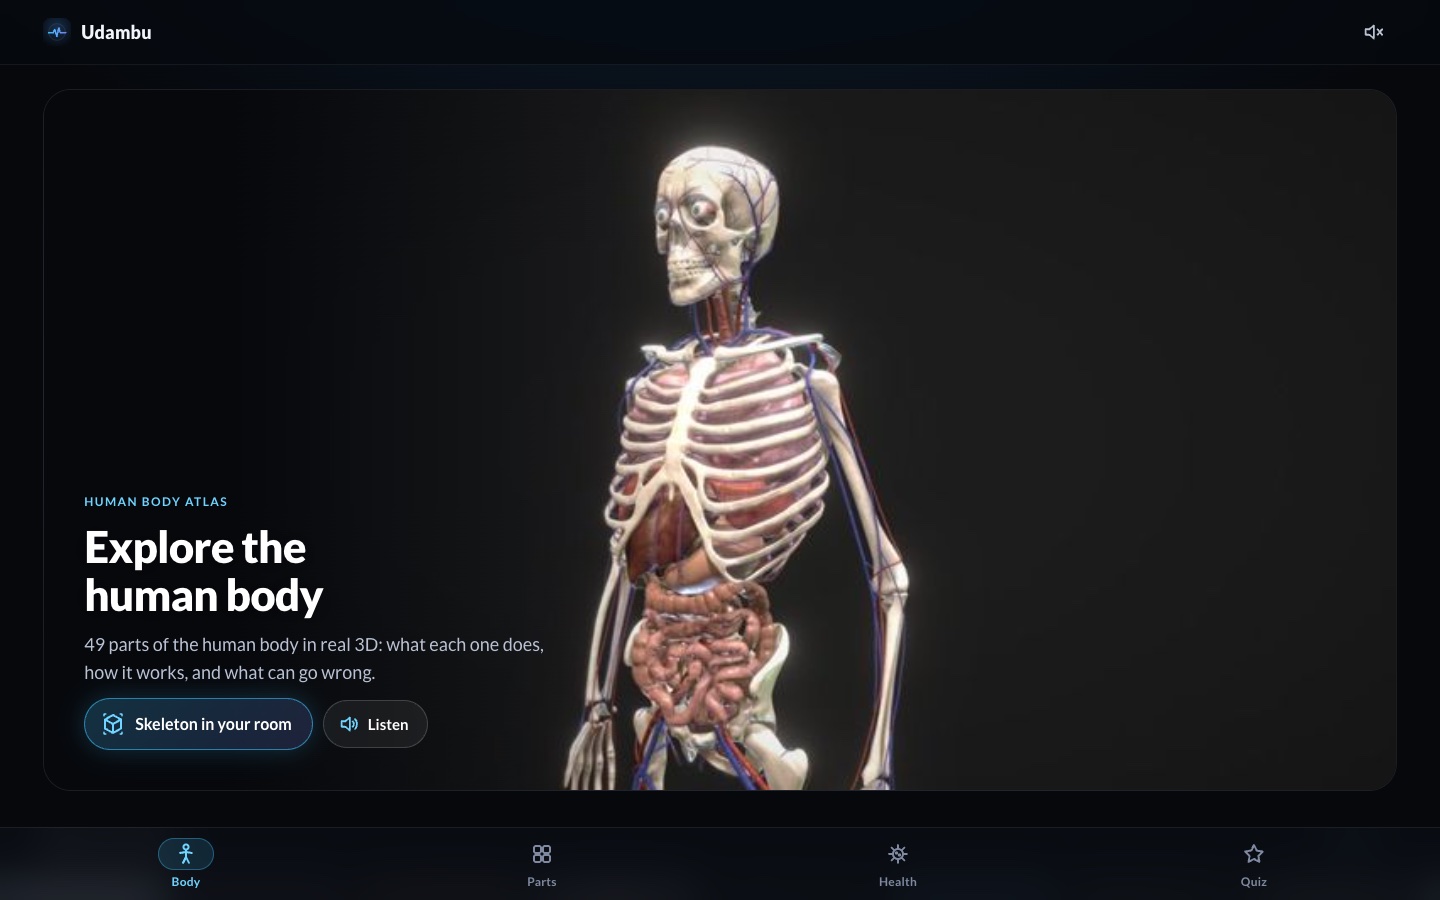 Udambu
HUMAN BODY ATLAS
Explore the
human body
49 parts of the human body in real 3D: what each one does,
how it works, and what can go wrong.
Skeleton in your room
Listen
Body
Parts
Health
Quiz